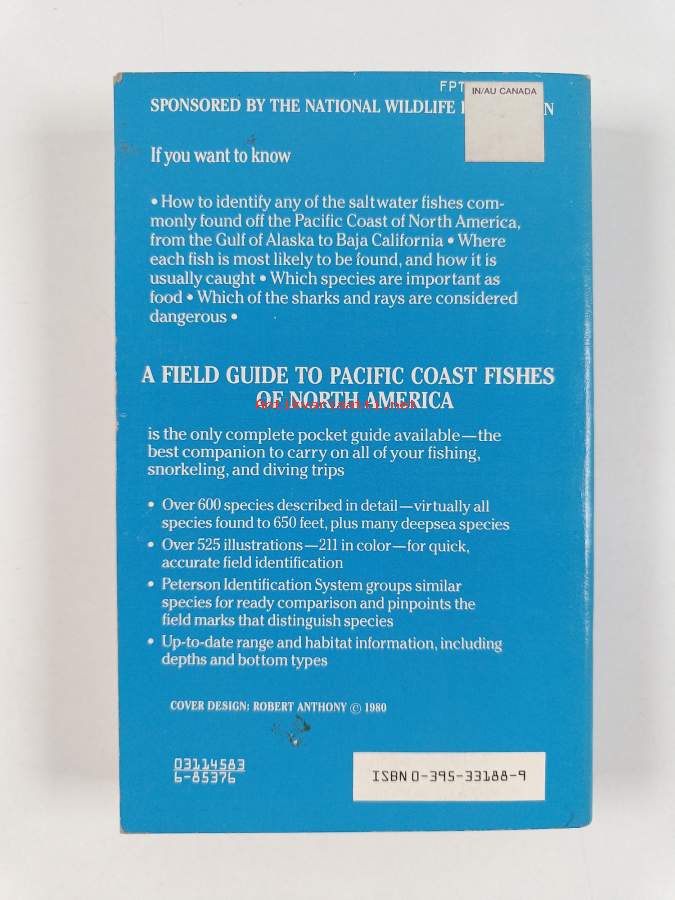 FPT
IN/AU CANADA
SPONSORED BY THE NATIONAL WILDLIFE
If you want to know
• How to identify any of the saltwater fishes com-
monly found off the Pacific Coast of North America,
from the Gulf of Alaska to Baja California • Where
each fish is most likely to be found, and how it is
usually caught • Which species are important as
food • Which of the sharks and rays are considered
dangerous •
A FIELD GUIDE TO PACIFIC COAST FISHES
OF NORTH AMERICA
Antikvariaatti.net
is the only complete pocket guide available—the
best companion to carry on all of your fishing,
snorkeling, and diving trips
• Over 600 species described in detail—virtually all
species found to 650 feet, plus many deepsea species
• Over 525 illustrations—211 in color—for quick,
accurate field identification
• Peterson Identification System groups similar
species for ready comparison and pinpoints the
field marks that distinguish species
• Up-to-date range and habitat information, including
depths and bottom types
COVER DESIGN: ROBERT ANTHONY © 1980
03114583
6-85376
ISBN 0-395-33188-9